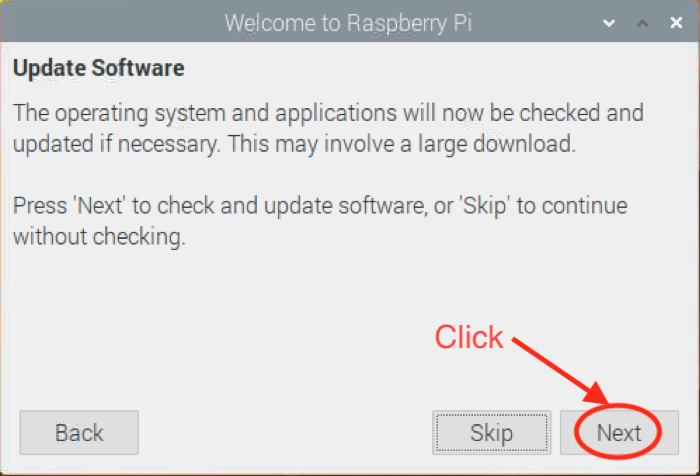 Welcome to Raspberry Pi
Update Software
The operating system and applications will now be checked and
updated if necessary. This may involve a large download.
Press 'Next' to check and update software, or 'Skip' to continue
without checking.
Click
Back
Skip
Next